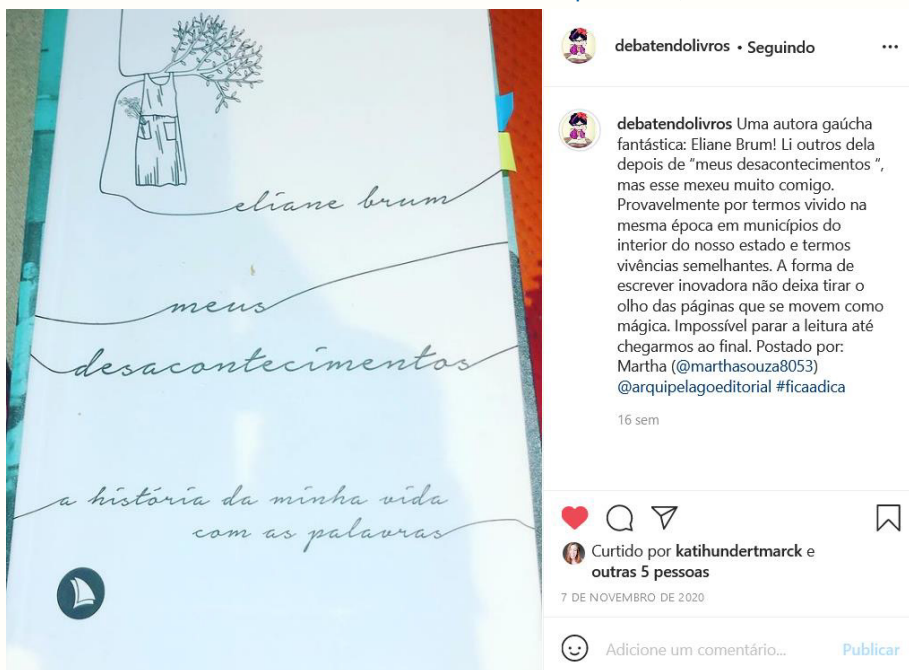 eliane brum
meus
desacontecimentos
a história da minha vida
com as palavras
debatendolivros • Seguindo
debatendolivros Uma autora gaúcha
fantástica: Eliane Brum! Li outros dela
depois de “meus desacontecimentos “,
mas esse mexeu muito comigo.
Provavelmente por termos vivido na
mesma época em municípios do
interior do nosso estado e termos
vivências semelhantes. A forma de
escrever inovadora não deixa tirar o
olho das páginas que se movem como
mágica. Impossível parar a leitura até
chegarmos ao final. Postado por:
Martha (@marthasouza8053)
@arquipelagoeditorial #ficaadica
16 sem
Curtido por katihundertmarck e
outras 5 pessoas
7 DE NOVEMBRO DE 2020
Adicione um comentário... Publicar